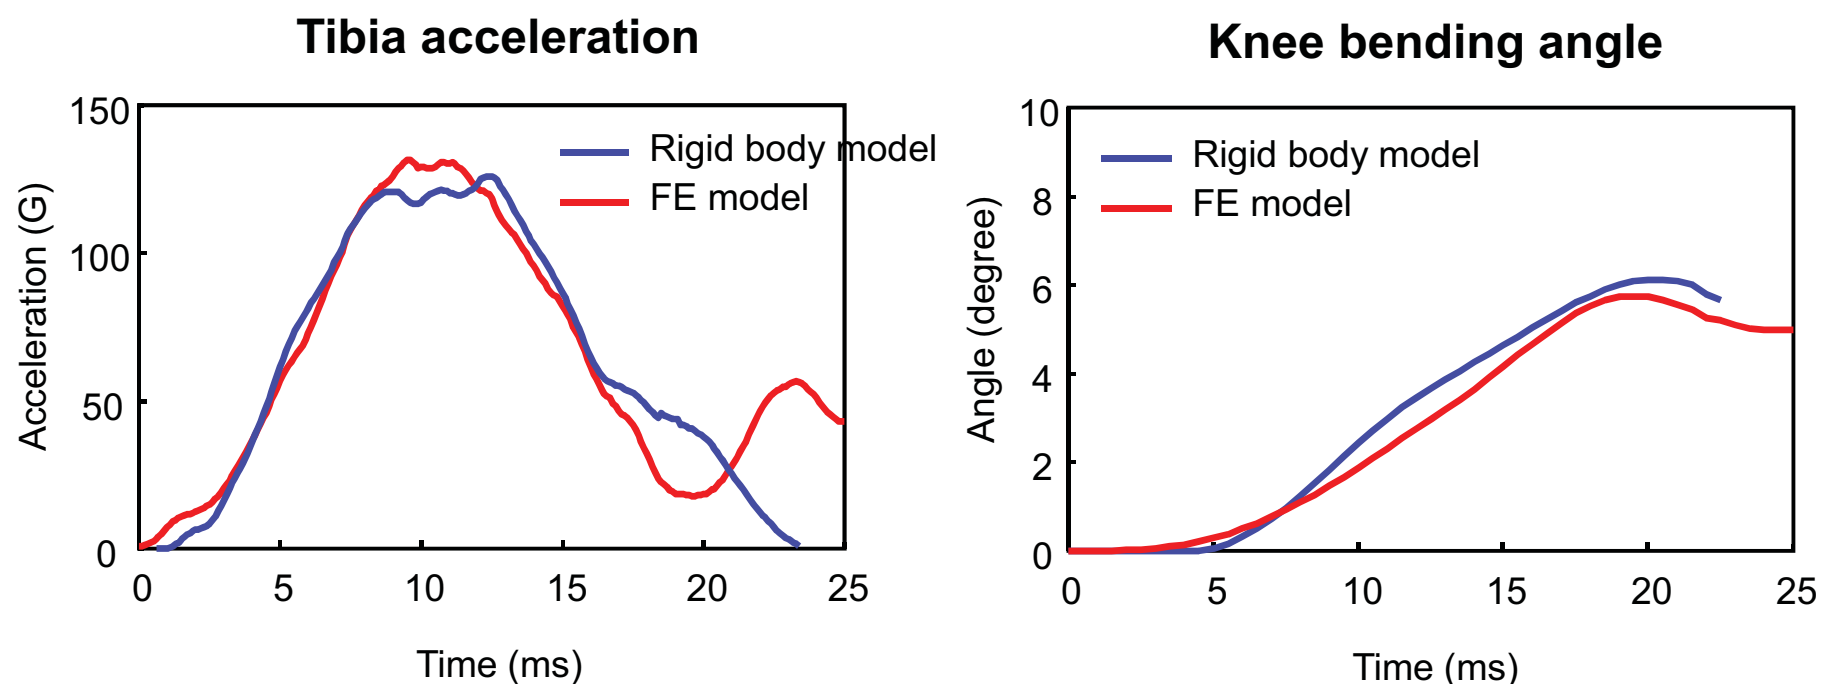 Tibia acceleration
150
100
50
0
Acceleration (G)
Rigid body model
FE model
0 5 10 15 20 25
Time (ms)
Knee bending angle
10
8
6
4
2
0
Angle (degree)
Rigid body model
FE model
0 5 10 15 20 25
Time (ms)